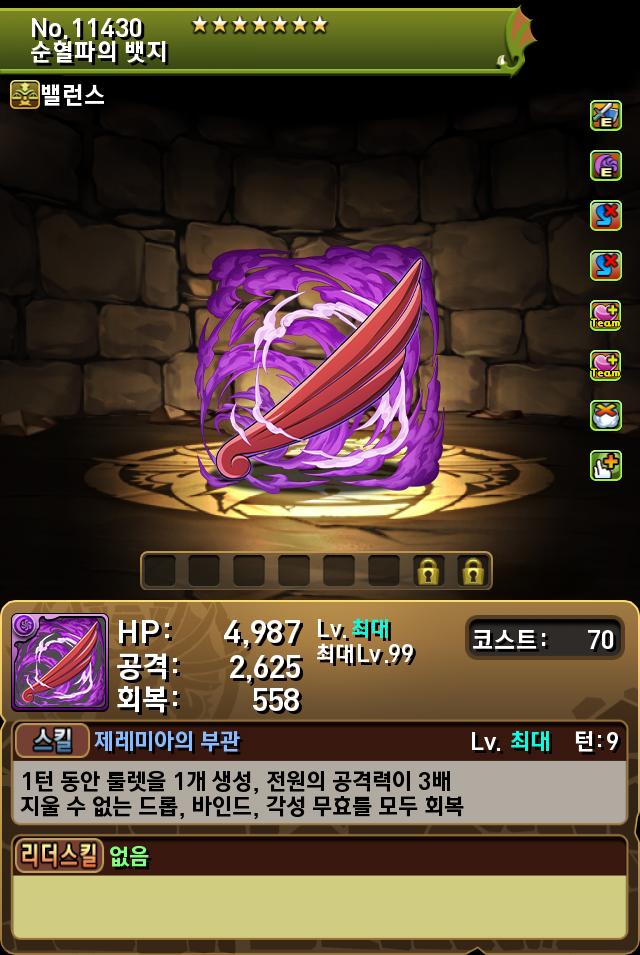 No.11430
순혈파의 뱃지
밸런스
E
E
Team
Team
HP: 4,987
공격: 2,625
회복: 558
Lv.최대
최대Lv.99
코스트: 70
스킬 제레미아의 부관 Lv. 최대 턴:9
1턴 동안 룰렛을 1개 생성, 전원의 공격력이 3배
지울 수 없는 드롭, 바인드, 각성 무효를 모두 회복
리더스킬 없음